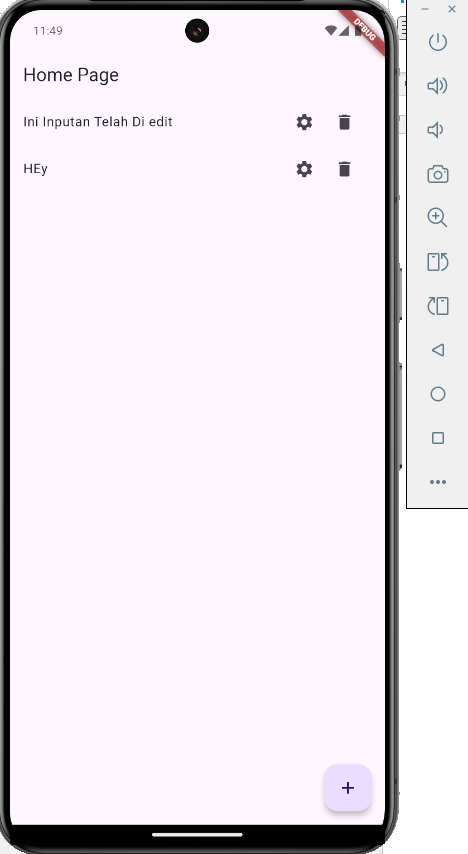 11:49
DEBUG
Home Page
Ini Inputan Telah Di edit
HEy